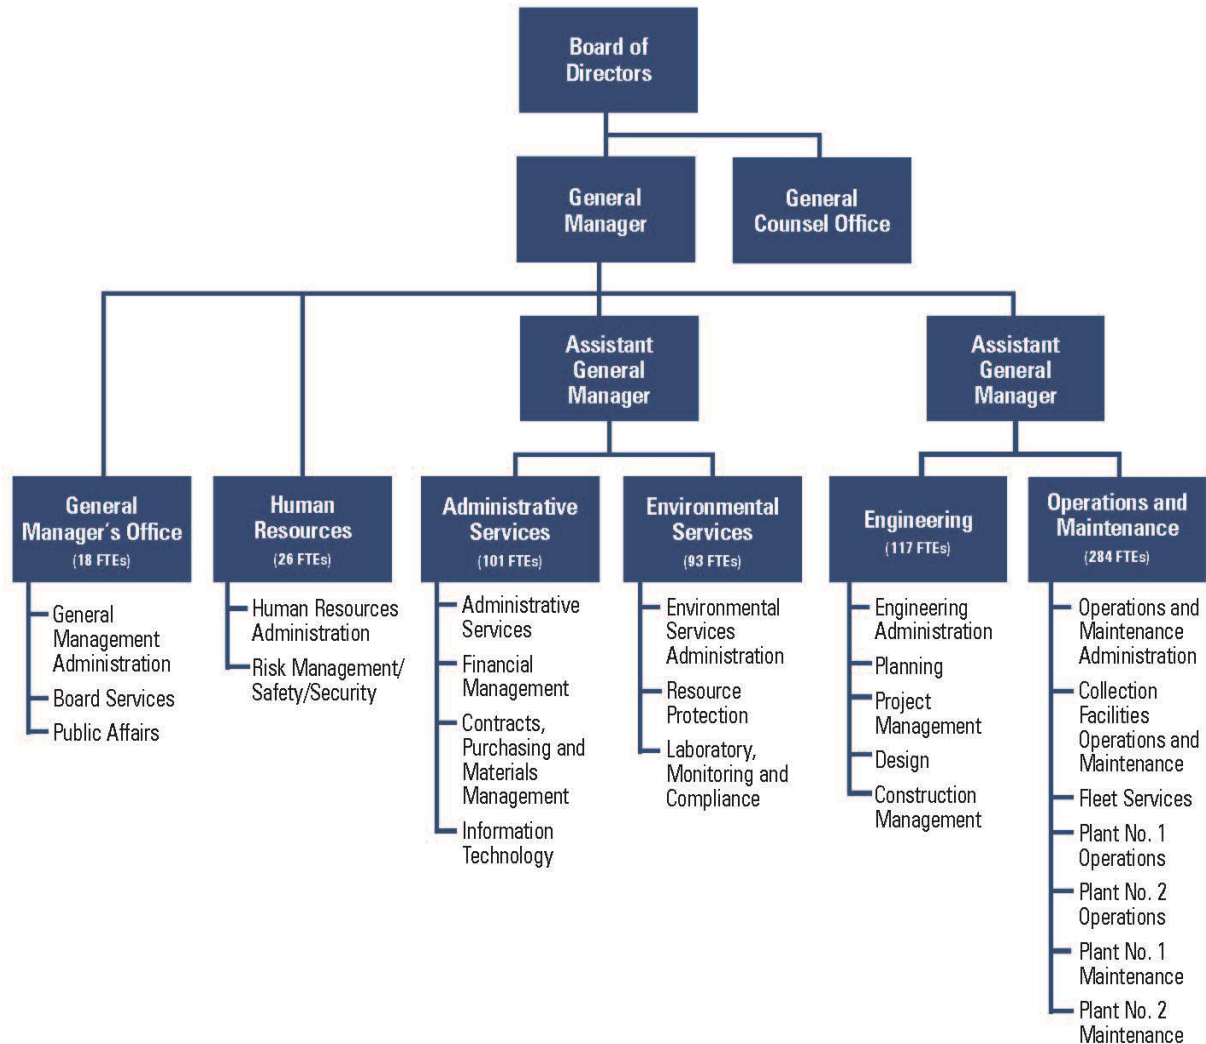 Board of
Directors
General
Manager
General
Counsel Office
Assistant
General
Manager
Assistant
General
Manager
General
Manager's Office
(18 FTEs)
General
Management
Administration
Board Services
Public Affairs
Human
Resources
(26 FTEs)
Human Resources
Administration
Risk Management/
Safety/Security
Administrative
Services
(101 FTEs)
Administrative
Services
Financial
Management
Contracts,
Purchasing and
Materials
Management
Information
Technology
Environmental
Services
(93 FTEs)
Environmental
Services
Administration
Resource
Protection
Laboratory,
Monitoring and
Compliance
Engineering
(117 FTEs)
Engineering
Administration
Planning
Project
Management
Design
Construction
Management
Operations and
Maintenance
(284 FTEs)
Operations and
Maintenance
Administration
Collection
Facilities
Operations and
Maintenance
Fleet Services
Plant No. 1
Operations
Plant No. 2
Operations
Plant No. 1
Maintenance
Plant No. 2
Maintenance